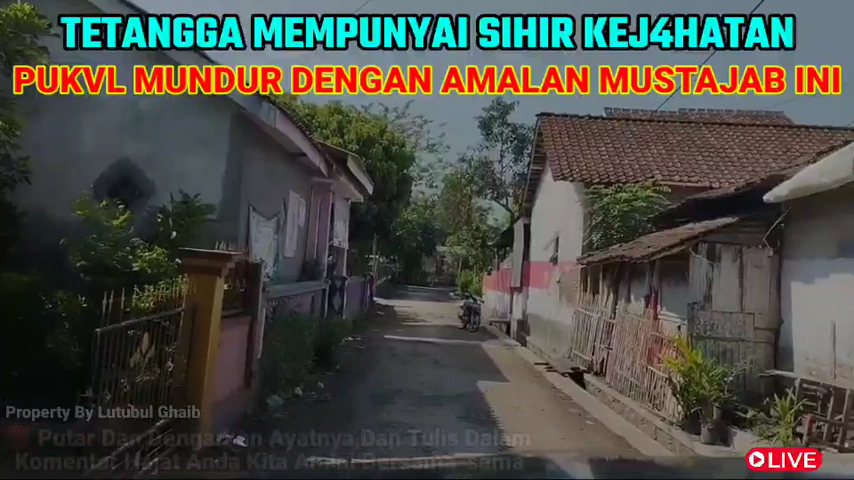 TETANGGA MEMPUNYAI SIHIR KEJ4HATAN
PUKVL MUNDUR DENGAN AMALAN MUSTAJAB INI
Property By Lutubul Ghaib
Putar Dan Dengarkan Ayatnya Dan Tulis Dalam
Komentar Hajat Anda Kita Amini Bersama-sama
LIVE